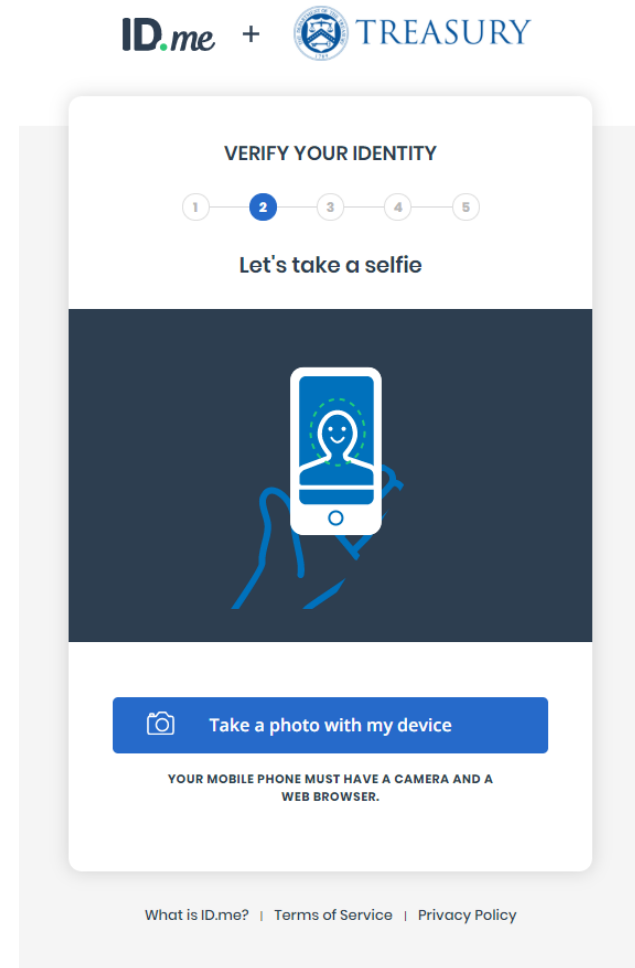 ID.me + TREASURY
VERIFY YOUR IDENTITY
1 2 3 4 5
Let's take a selfie
Take a photo with my device
YOUR MOBILE PHONE MUST HAVE A CAMERA AND A
WEB BROWSER.
What is ID.me? | Terms of Service | Privacy Policy